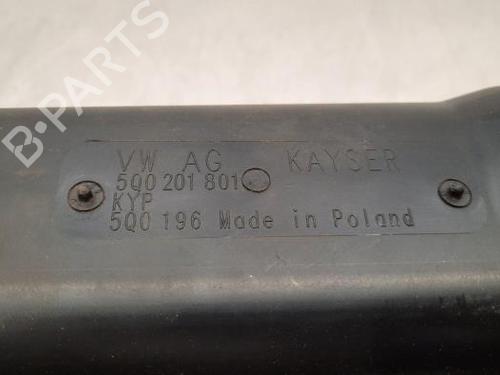 B-PARTS
VW AG KAYSER
5Q0 201 801
KYP
5Q0 196 Made in Poland